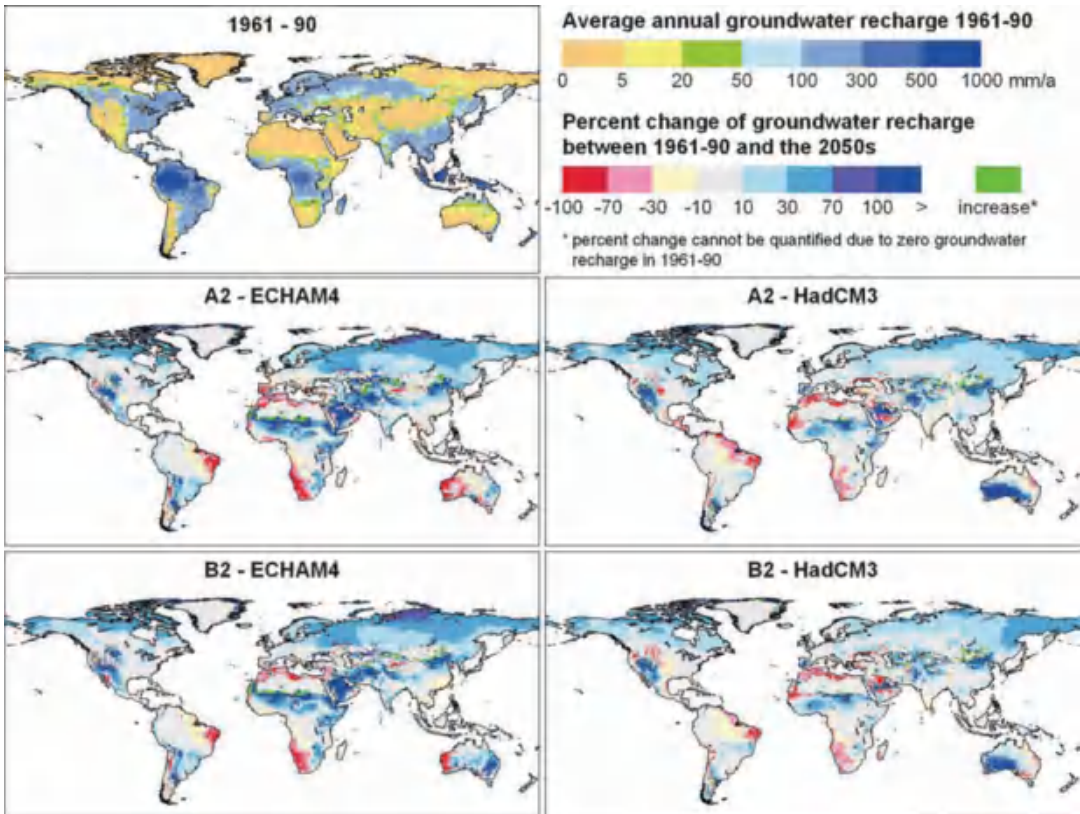 1961 - 90
Average annual groundwater recharge 1961-90
0 5 20 50 100 300 500 1000 mm/a
Percent change of groundwater recharge
between 1961-90 and the 2050s
-100 -70 -30 -10 10 30 70 100 > increase*
* percent change cannot be quantified due to zero groundwater
recharge in 1961-90
A2 - ECHAM4
A2 - HadCM3
B2 - ECHAM4
B2 - HadCM3